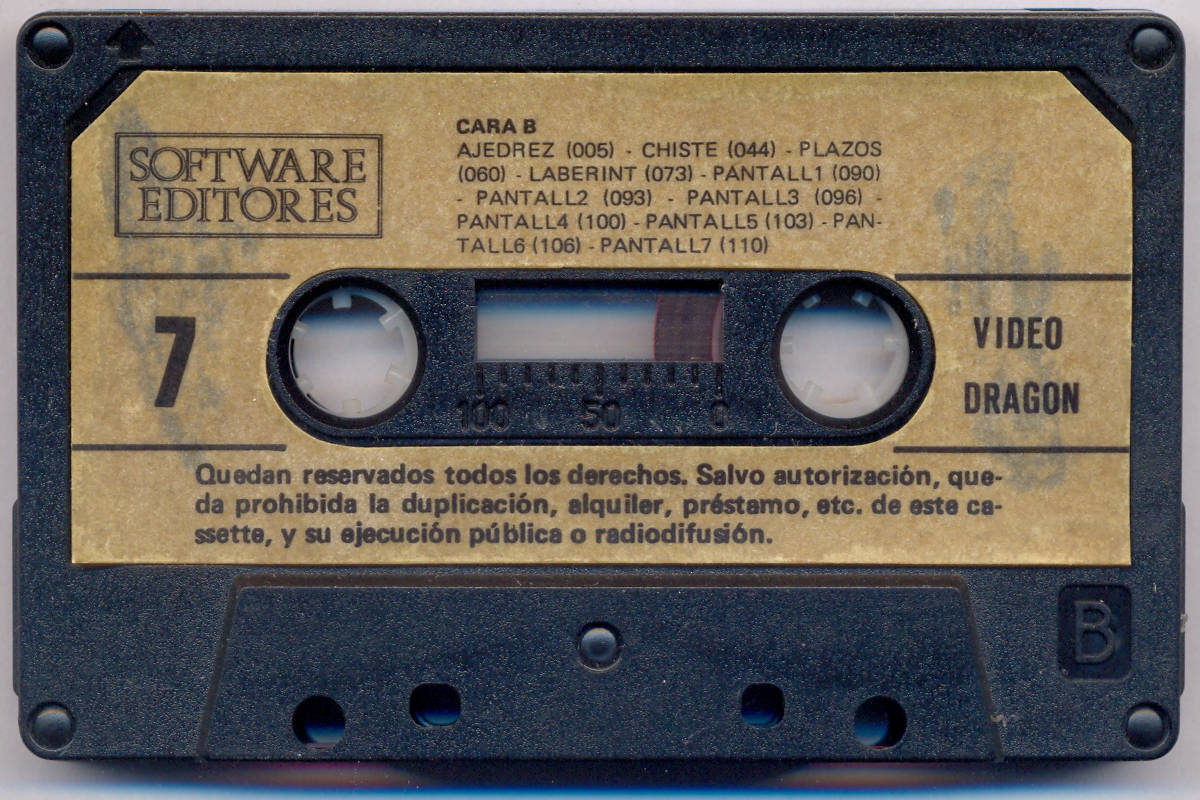 SOFTWARE
EDITORES
CARA B
AJEDREZ (005) - CHISTE (044) - PLAZOS
(060) - LABERINT (073) - PANTALL1 (090)
- PANTALL2 (093) - PANTALL3 (096) -
PANTALL4 (100) - PANTALL5 (103) - PAN-
TALL6 (106) - PANTALL7 (110)
7
VIDEO
DRAGON
100 50 0
Quedan reservados todos los derechos. Salvo autorización, que-
da prohibida la duplicación, alquiler, préstamo, etc. de este ca-
ssette, y su ejecución pública o radiodifusión.
B